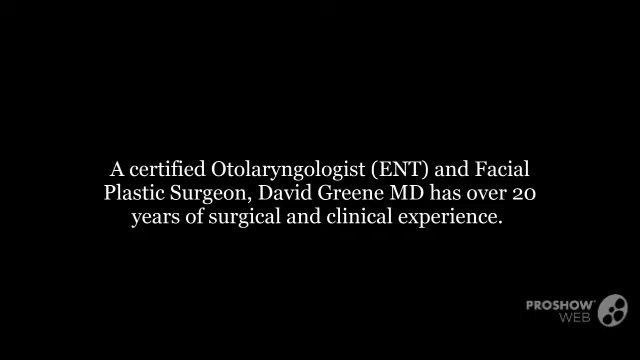 A certified Otolaryngologist (ENT) and Facial
Plastic Surgeon, David Greene MD has over 20
years of surgical and clinical experience.
PROSHOW™
WEB